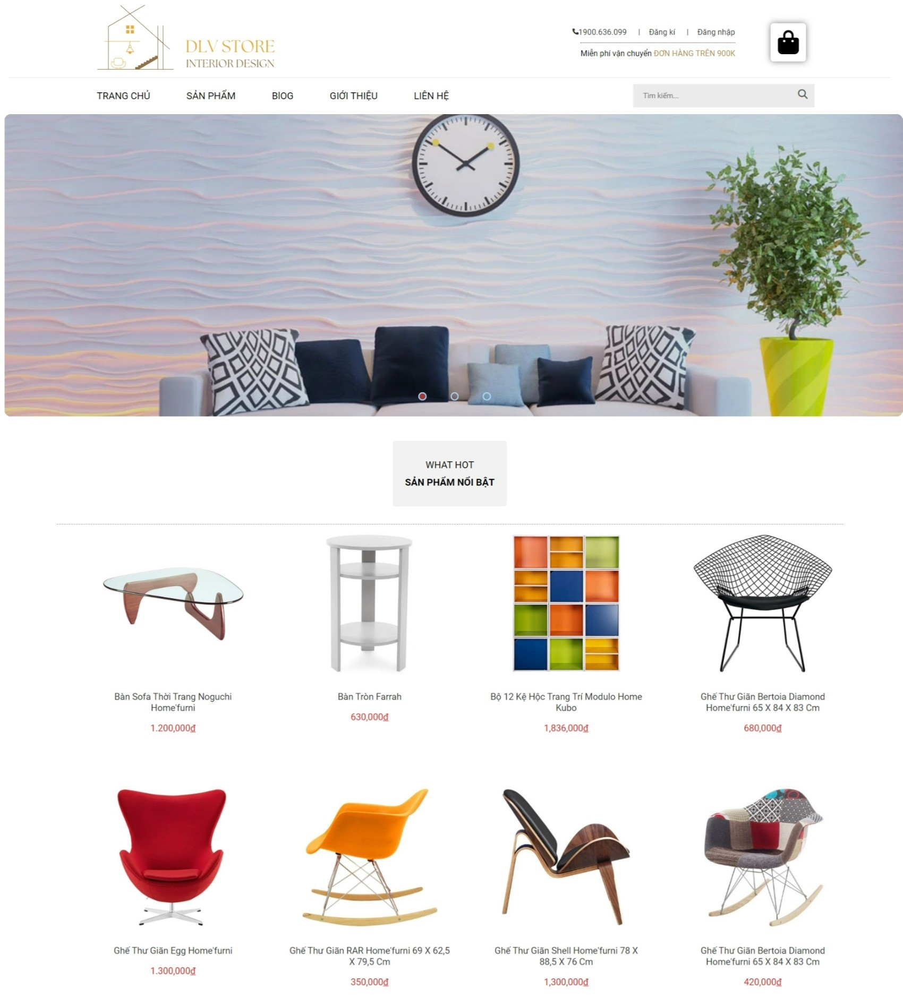 DLV STORE
INTERIOR DESIGN
1900.636.099 | Đăng kí | Đăng nhập
Miễn phí vận chuyển ĐƠN HÀNG TRÊN 900K
TRANG CHỦ SẢN PHẨM BlOG GIỚI THIỆU LIÊN HỆ
Tìm kiếm...
WHAT HOT
SẢN PHẨM NỔI BẬT
Bàn Sofa Thời Trang Noguchi
Home'furni
1.200,000₫
Bàn Tròn Farrah
630,000₫
Bộ 12 Kệ Hộc Trang Trí Modulo Home
Kubo
1,836,000₫
Ghế Thư Giãn Bertoia Diamond
Home'furni 65 X 84 X 83 Cm
680,000₫
Ghế Thư Giãn Egg Home'furni
1.300,000₫
Ghế Thư Giãn RAR Home'furni 69 X 62,5
X 79,5 Cm
350,000₫
Ghế Thư Giãn Shell Home'furni 78 X
88,5 X 76 Cm
1,300,000₫
Ghế Thư Giãn Bertoia Diamond
Home'furni 65 X 84 X 83 Cm
420,000₫